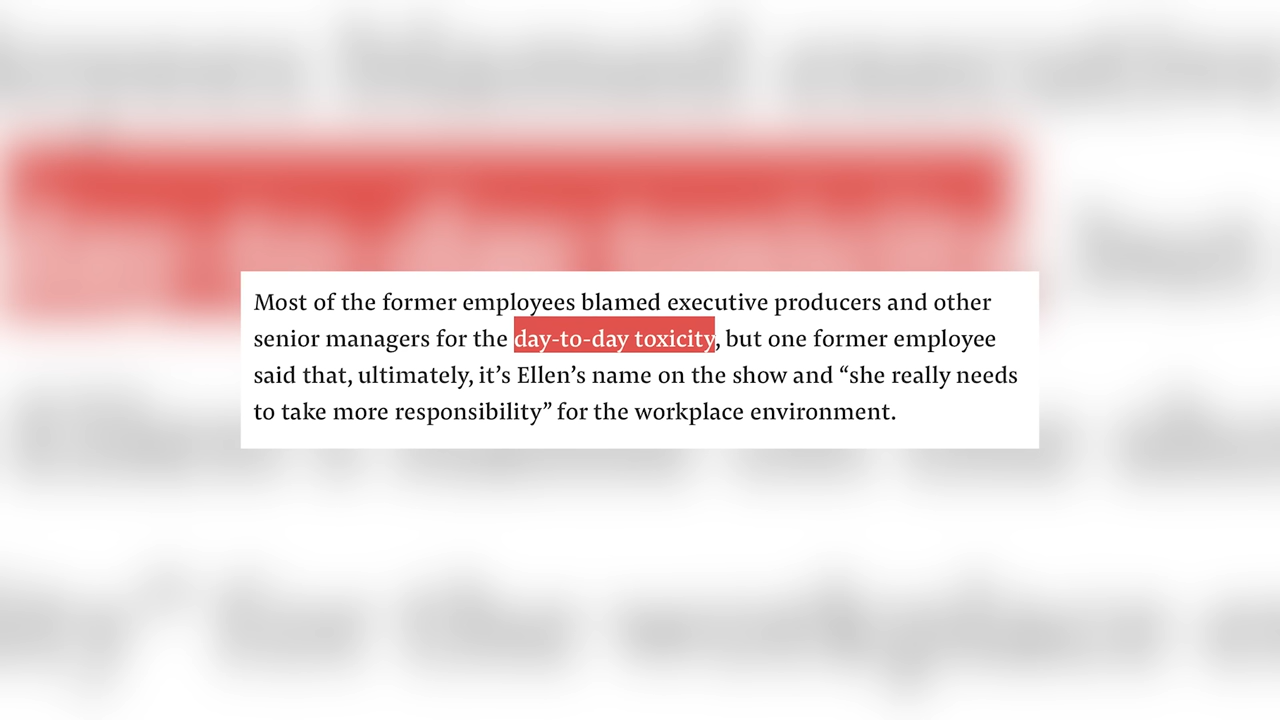 Most of the former employees blamed executive producers and other
senior managers for the day-to-day toxicity, but one former employee
said that, ultimately, it’s Ellen’s name on the show and “she really needs
to take more responsibility” for the workplace environment.